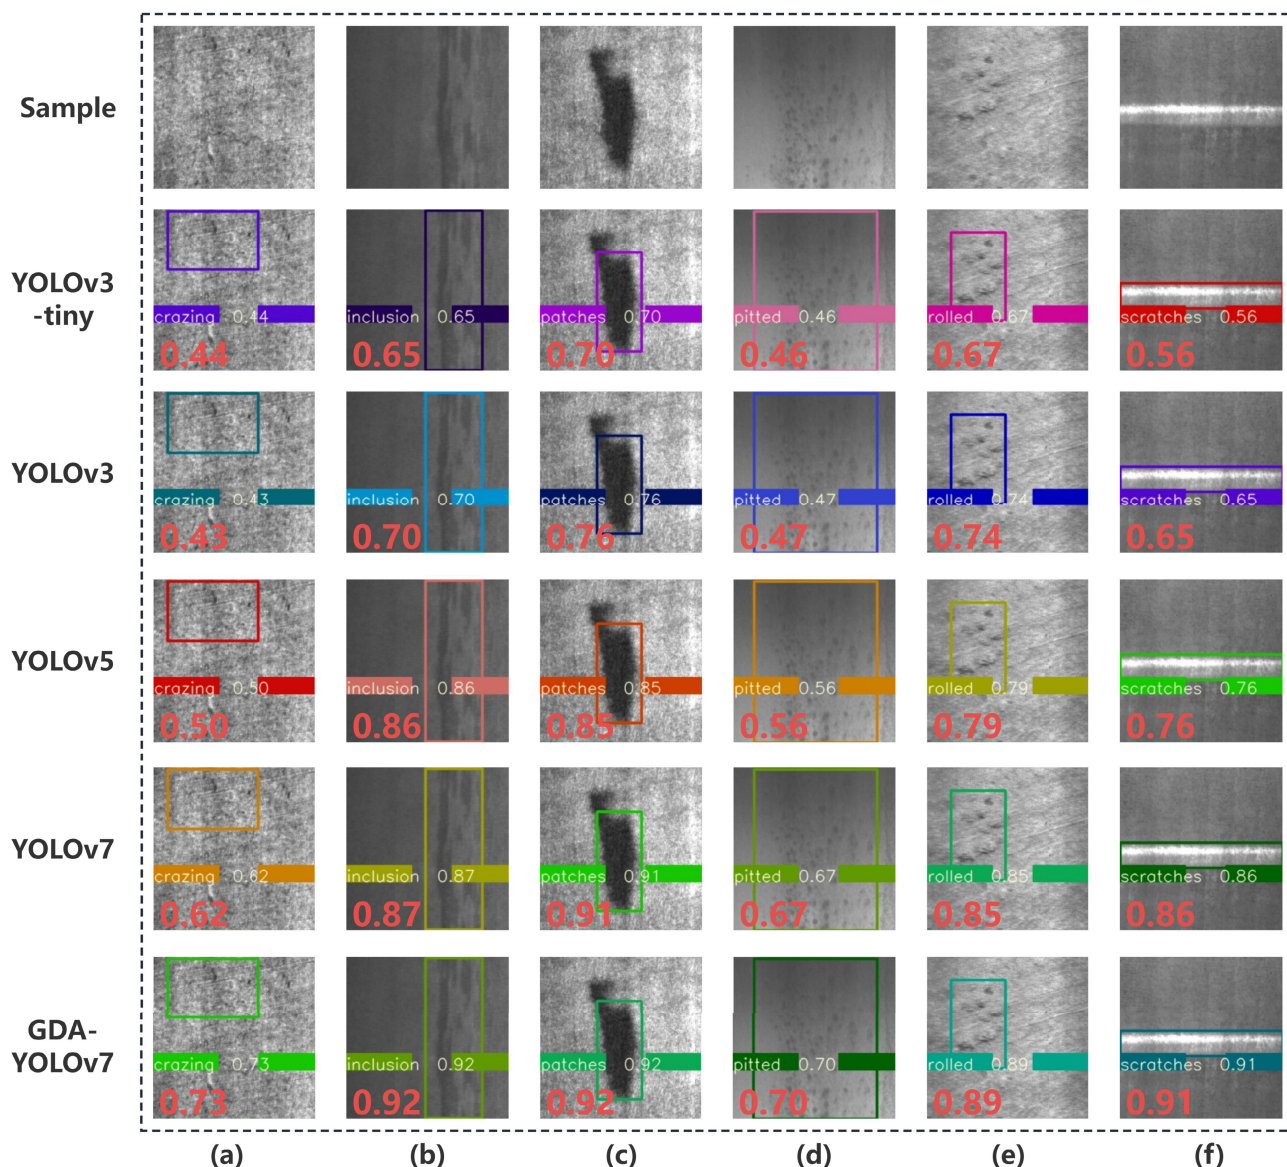 Sample
YOLOv3
-tiny
crazing 0.44
inclusion 0.65
patches 0.70
pitted 0.46
rolled 0.67
scratches 0.56
0.44
0.65
0.70
0.46
0.67
0.56
YOLOv3
crazing 0.43
inclusion 0.70
patches 0.76
pitted 0.47
rolled 0.74
scratches 0.65
0.43
0.70
0.76
0.47
0.74
0.65
YOLOv5
crazing 0.50
inclusion 0.86
patches 0.85
pitted 0.56
rolled 0.79
scratches 0.76
0.50
0.86
0.85
0.56
0.79
0.76
YOLOv7
crazing 0.62
inclusion 0.87
patches 0.91
pitted 0.67
rolled 0.85
scratches 0.86
0.62
0.87
0.91
0.67
0.85
0.86
GDA-
YOLOv7
crazing 0.73
inclusion 0.92
patches 0.92
pitted 0.70
rolled 0.89
scratches 0.91
0.73
0.92
0.92
0.70
0.89
0.91
(a)
(b)
(c)
(d)
(e)
(f)